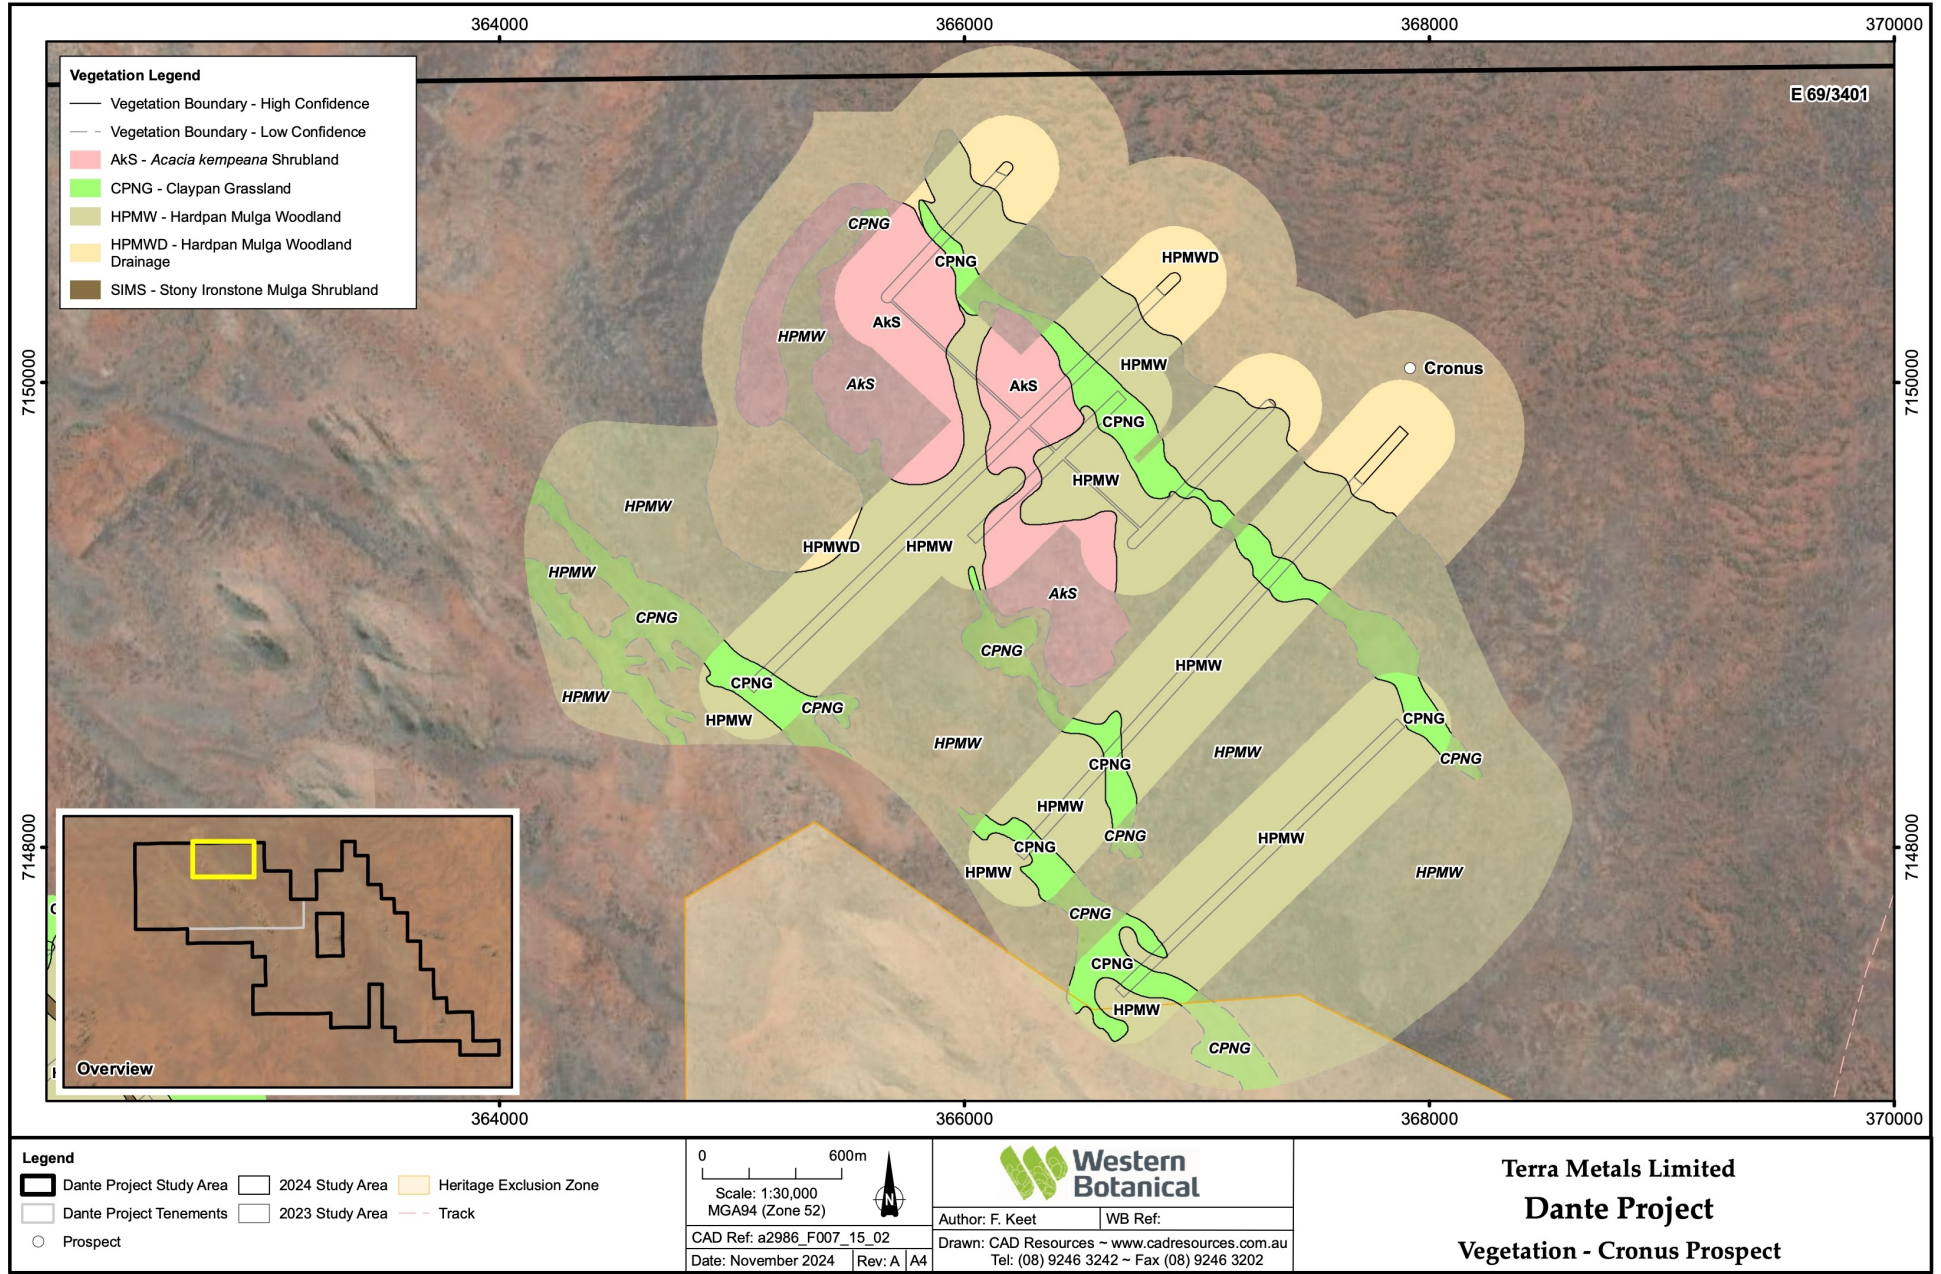 364000
366000
368000
370000
Vegetation Legend
Vegetation Boundary - High Confidence
Vegetation Boundary - Low Confidence
AkS - Acacia kempeana Shrubland
CPNG - Claypan Grassland
HPMW - Hardpan Mulga Woodland
HPMWD - Hardpan Mulga Woodland
Drainage
SIMS - Stony Ironstone Mulga Shrubland
E 69/3401
CPNG
CPNG
HPMWD
AkS
HPMW
HPMW
7150000
AkS
AkS
Cronus
7150000
CPNG
HPMW
HPMW
HPMWD
HPMW
HPMW
AkS
CPNG
CPNG
HPMW
CPNG
HPMW
CPNG
HPMW
CPNG
HPMW
HPMW
CPNG
CPNG
HPMW
7148000
CPNG
HPMW
7148000
CPNG
HPMW
HPMW
CPNG
CPNG
HPMW
CPNG
Overview
364000
366000
368000
370000
Legend
Dante Project Study Area
2024 Study Area
Heritage Exclusion Zone
Dante Project Tenements
2023 Study Area
Track
Prospect
0 600m
Scale: 1:30,000
MGA94 (Zone 52)
N
CAD Ref: a2986_F007_15_02
Date: November 2024
Rev: A
A4
Western
Botanical
Author: F. Keet
WB Ref:
Drawn: CAD Resources ~ www.cadresources.com.au
Tel: (08) 9246 3242 ~ Fax (08) 9246 3202
Terra Metals Limited
Dante Project
Vegetation - Cronus Prospect